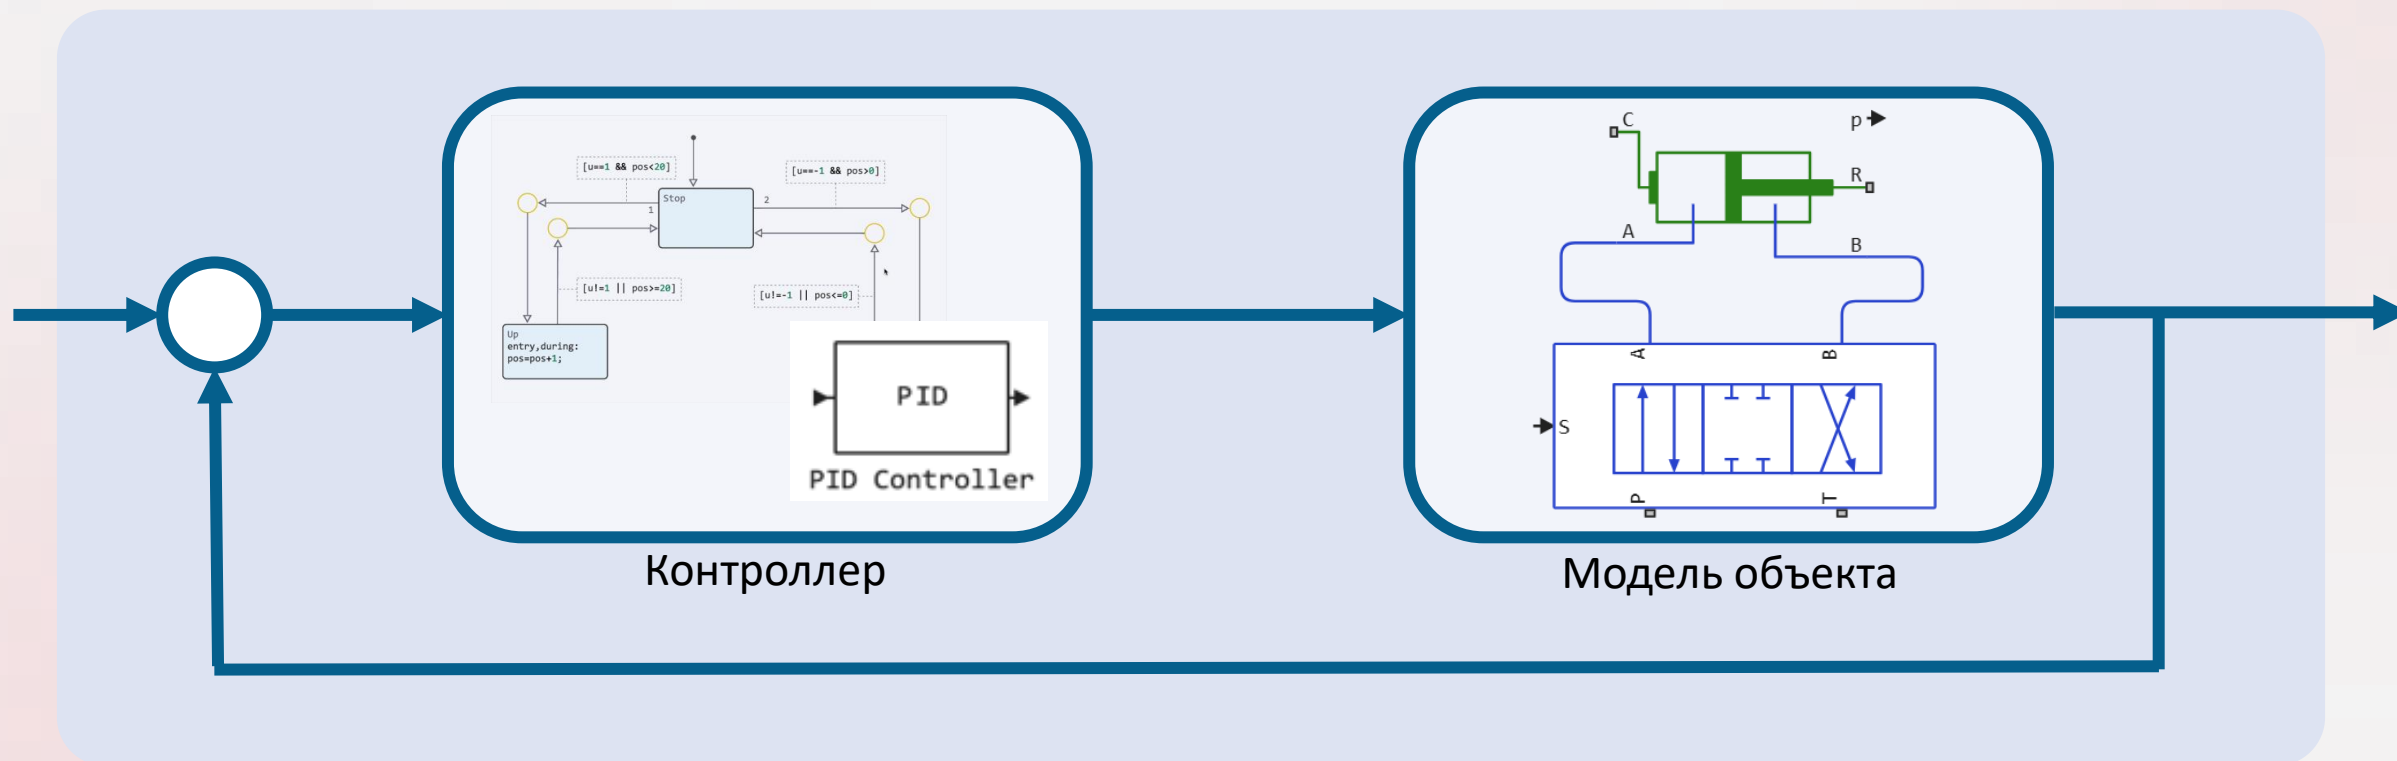 [u==1 && pos<20]
[u==-1 && pos>0]
Stop
1
2
[u!=1 || pos>=20]
[u!=-1 || pos<=0]
Up
entry,during:
pos=pos+1;
PID
PID Controller
Контроллер
C
p
R
A
B
A
B
S
P
T
Модель объекта